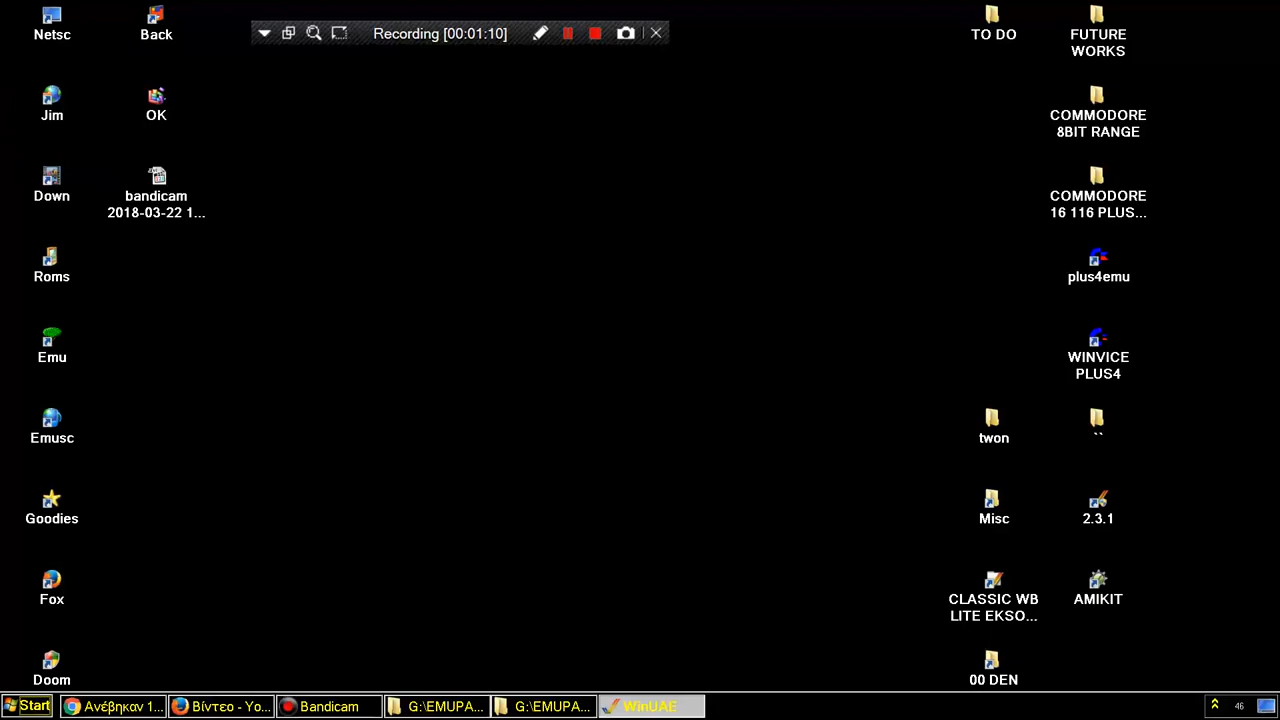 Recording [00:01:10]
Netsc
Back
TO DO
FUTURE
WORKS
Jim
OK
COMMODORE
8BIT RANGE
Down
bandicam
2018-03-22 1...
COMMODORE
16 116 PLUS...
Roms
plus4emu
Emu
WINVICE
PLUS4
Emusc
twon
``
Goodies
Misc
2.3.1
Fox
CLASSIC WB
LITE EKSO...
AMIKIT
Doom
00 DEN
Start
Ανέβηκαν 1...
Βίντεο - Yo...
Bandicam
G:\EMUPA...
G:\EMUPA...
WinUAE
46